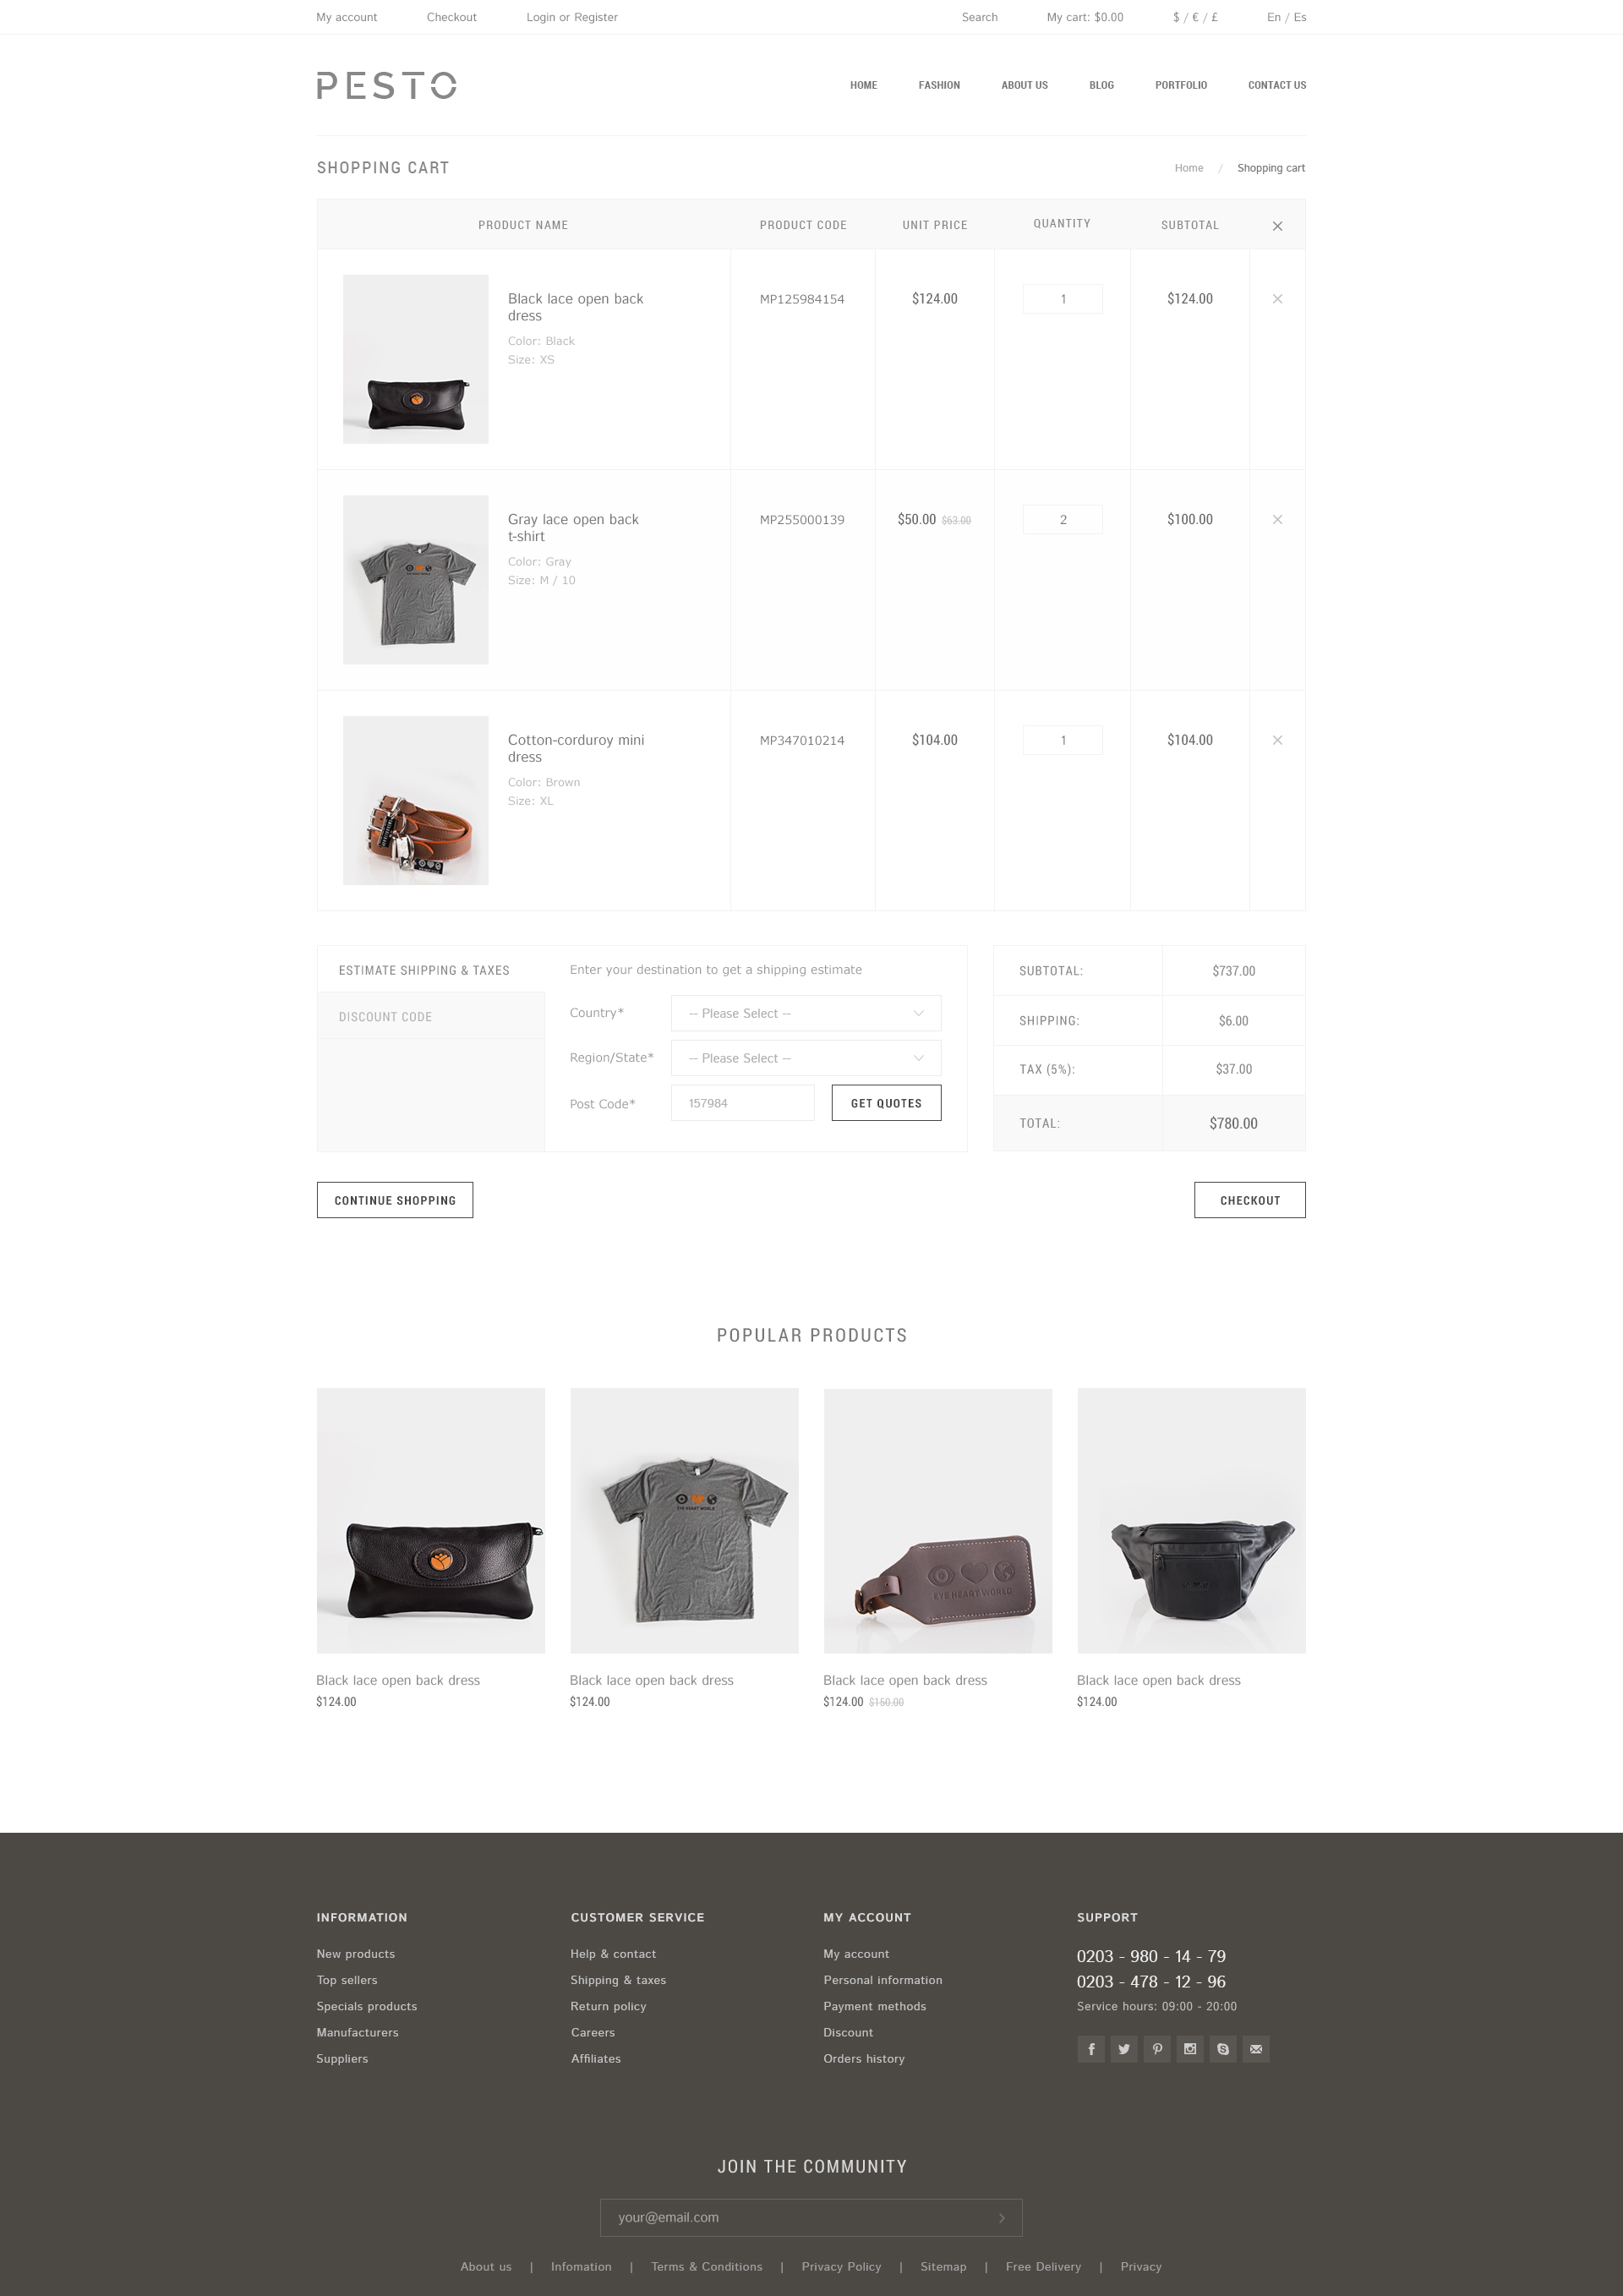 My account Checkout Login or Register Search My cart: $0.00 $ / € / £ En / Es
PESTO
HOME FASHION ABOUT US BLOG PORTFOLIO CONTACT US
SHOPPING CART
Home / Shopping cart
PRODUCT NAME PRODUCT CODE UNIT PRICE QUANTITY SUBTOTAL
Black lace open back
dress
Color: Black
Size: XS
MP125984154 $124.00 1 $124.00
Gray lace open back
t-shirt
Color: Gray
Size: M / 10
MP255000139 $50.00 $63.00 2 $100.00
EYE HEART WORLD
Cotton-corduroy mini
dress
Color: Brown
Size: XL
MP347010214 $104.00 1 $104.00
ESTIMATE SHIPPING & TAXES
DISCOUNT CODE
Enter your destination to get a shipping estimate
Country* -- Please Select --
Region/State* -- Please Select --
Post Code* 157984 GET QUOTES
SUBTOTAL: $737.00
SHIPPING: $6.00
TAX (5%): $37.00
TOTAL: $780.00
CONTINUE SHOPPING CHECKOUT
POPULAR PRODUCTS
EYE HEART WORLD
EYE HEART WORLD
Black lace open back dress
$124.00
Black lace open back dress
$124.00
Black lace open back dress
$124.00 $150.00
Black lace open back dress
$124.00
INFORMATION
New products
Top sellers
Specials products
Manufacturers
Suppliers
CUSTOMER SERVICE
Help & contact
Shipping & taxes
Return policy
Careers
Affiliates
MY ACCOUNT
My account
Personal information
Payment methods
Discount
Orders history
SUPPORT
0203 - 980 - 14 - 79
0203 - 478 - 12 - 96
Service hours: 09:00 - 20:00
JOIN THE COMMUNITY
your@email.com
About us | Infomation | Terms & Conditions | Privacy Policy | Sitemap | Free Delivery | Privacy